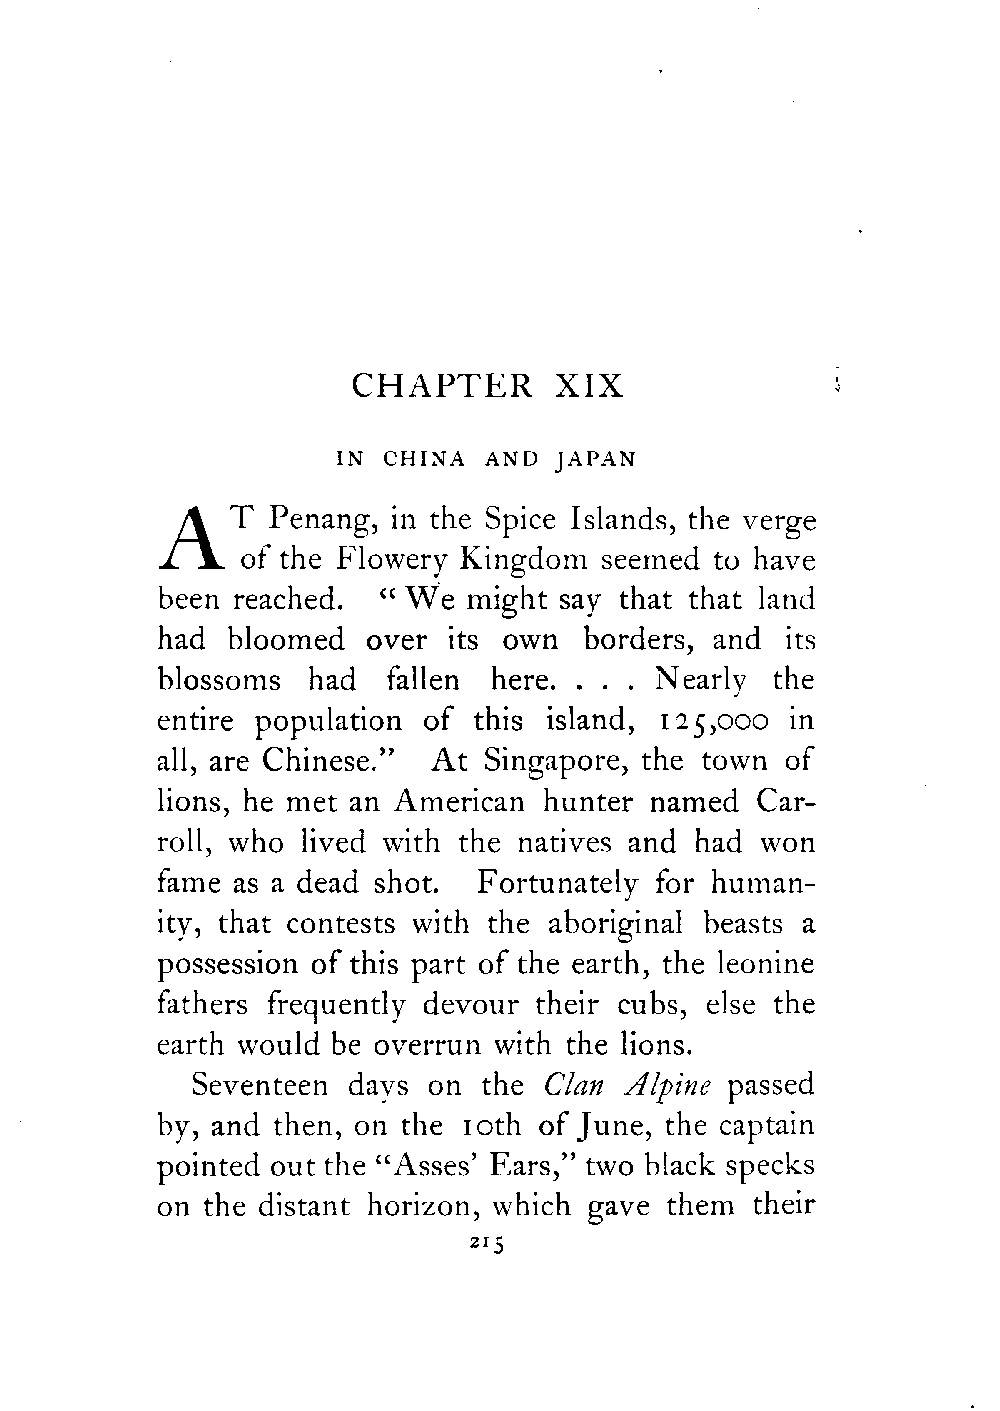 CHAPTER XIX
IN CHINA AND JAPAN
AT Penang, in the Spice Islands, the verge
of the Flowery Kingdom seemed to have
been reached. “We might say that that land
had bloomed over its own borders, and its
blossoms had fallen here. . . . Nearly the
entire population of this island, 125,000 in
all, are Chinese.” At Singapore, the town of
lions, he met an American hunter named Car-
roll, who lived with the natives and had won
fame as a dead shot. Fortunately for human-
ity, that contests with the aboriginal beasts a
possession of this part of the earth, the leonine
fathers frequently devour their cubs, else the
earth would be overrun with the lions.
Seventeen days on the Clan Alpine passed
by, and then, on the 10th of June, the captain
pointed out the “Asses’ Ears,” two black specks
on the distant horizon, which gave them their
215